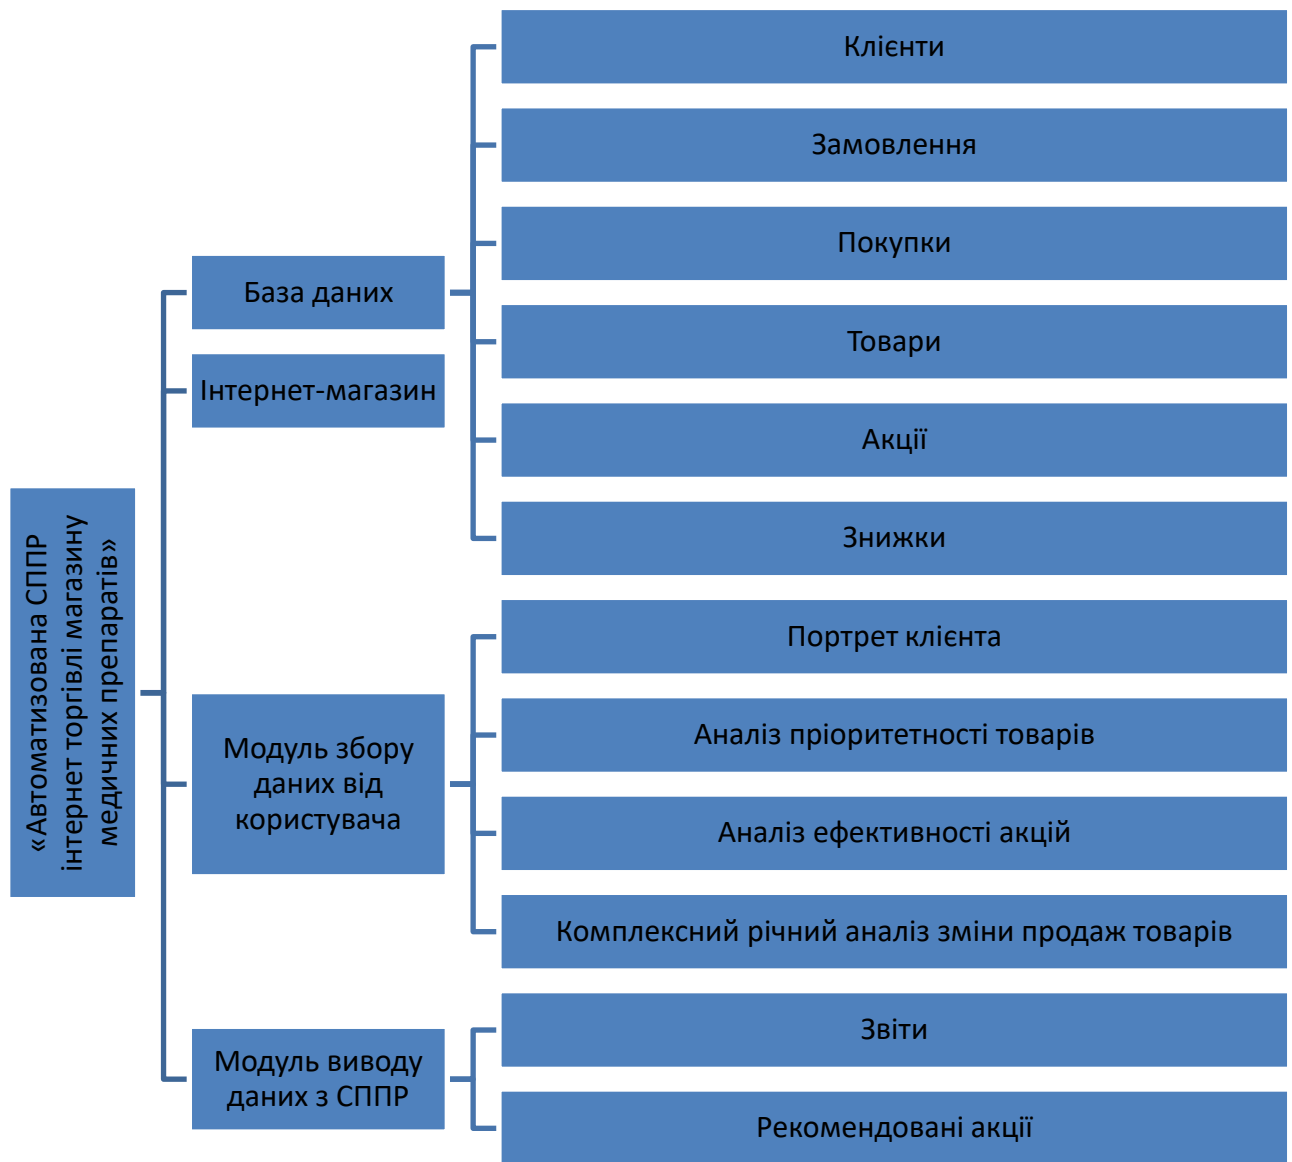 «Автоматизована СППР
інтернет торгівлі магазину
медичних препаратів»
База даних
Клієнти
Замовлення
Покупки
Товари
Акції
Знижки
Інтернет-магазин
Модуль збору
даних від
користувача
Портрет клієнта
Аналіз пріоритетності товарів
Аналіз ефективності акцій
Комплексний річний аналіз зміни продаж товарів
Модуль виводу
даних з СППР
Звіти
Рекомендовані акції